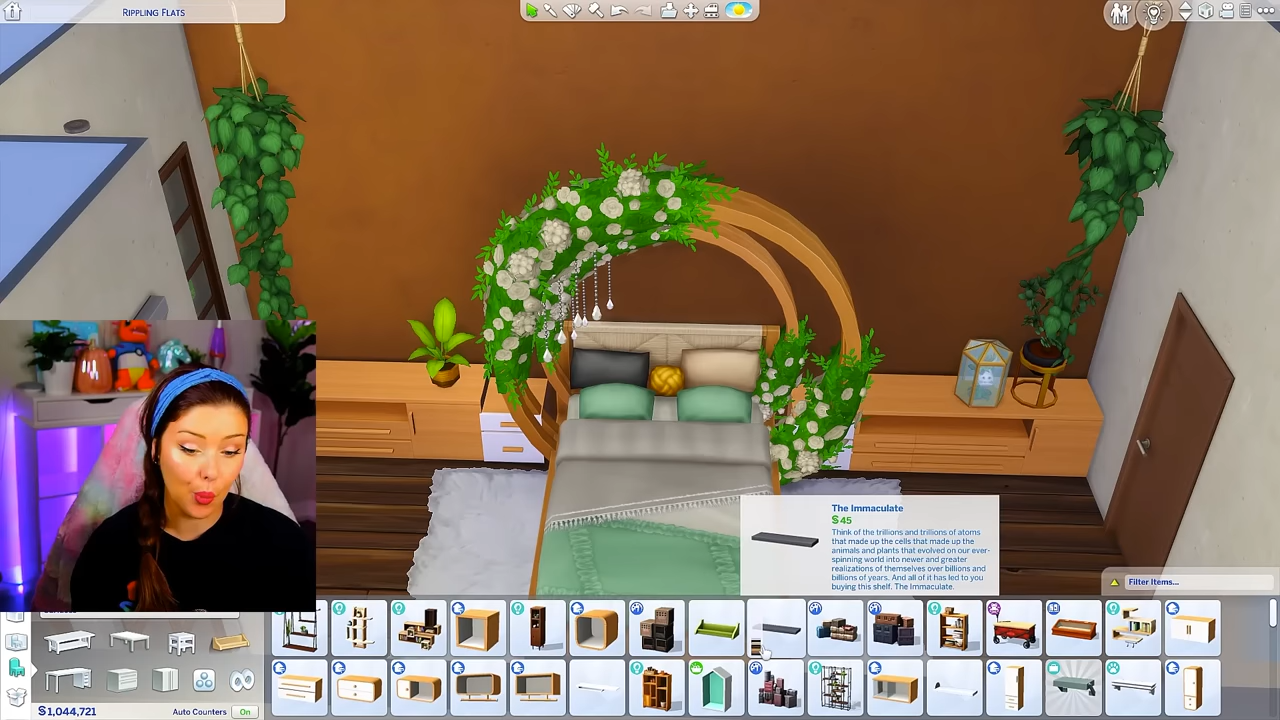 RIPPLING FLATS
The Immaculate
§45
Think of the trillions and trillions of atoms
that made up the cells that made up the
animals and plants that evolved on our ever-
spinning world into newer and greater
realizations of themselves over billions and
billions of years. And all of it has led to you
buying this shelf. The Immaculate.
Filter Items...
§1,044,721
Auto Counters
On